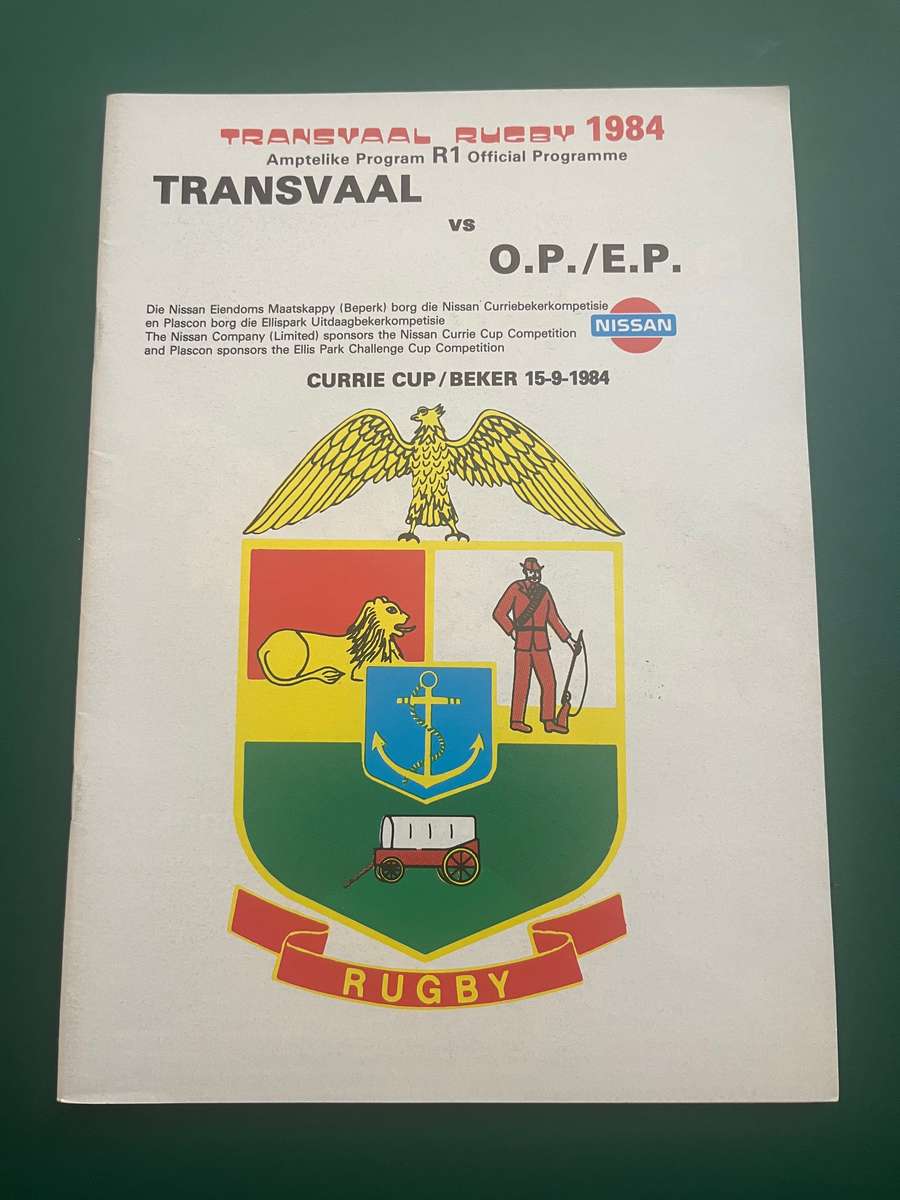 TRANSVAAL RUGBY 1984
Amptelike Program R1 Official Programme
TRANSVAAL
vs
O.P./E.P.
Die Nissan Eiendoms Maatskappy (Beperk) borg die Nissan Curriebekerkompetisie
en Plascon borg die Ellispark Uitdaagbekerkompetisie
The Nissan Company (Limited) sponsors the Nissan Currie Cup Competition
and Plascon sponsors the Ellis Park Challenge Cup Competition
NISSAN
CURRIE CUP/BEKER 15-9-1984
RUGBY